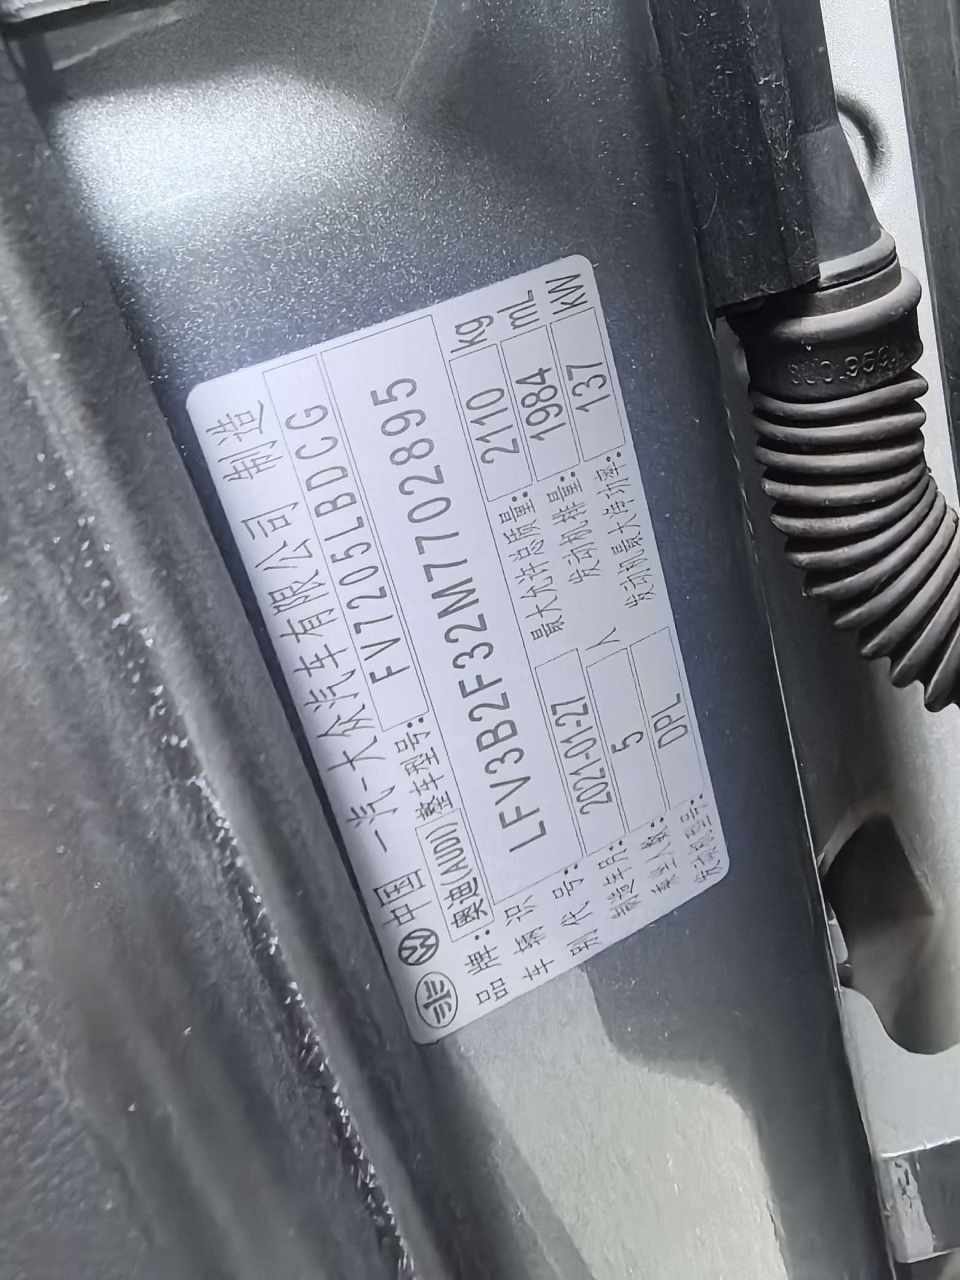 中国 一汽-大众汽车有限公司 制造
品牌: 奥迪(AUDI) 整车型号: FV7205LBDCG
车辆识别代号: LFV3B2F32M7702895
制造年月: 2021-01-27 最大允许总质量: 2110 kg
乘坐人数: 5 人 发动机排量: 1984 mL
发动机型号: DPL 发动机最大净功率: 137 kW